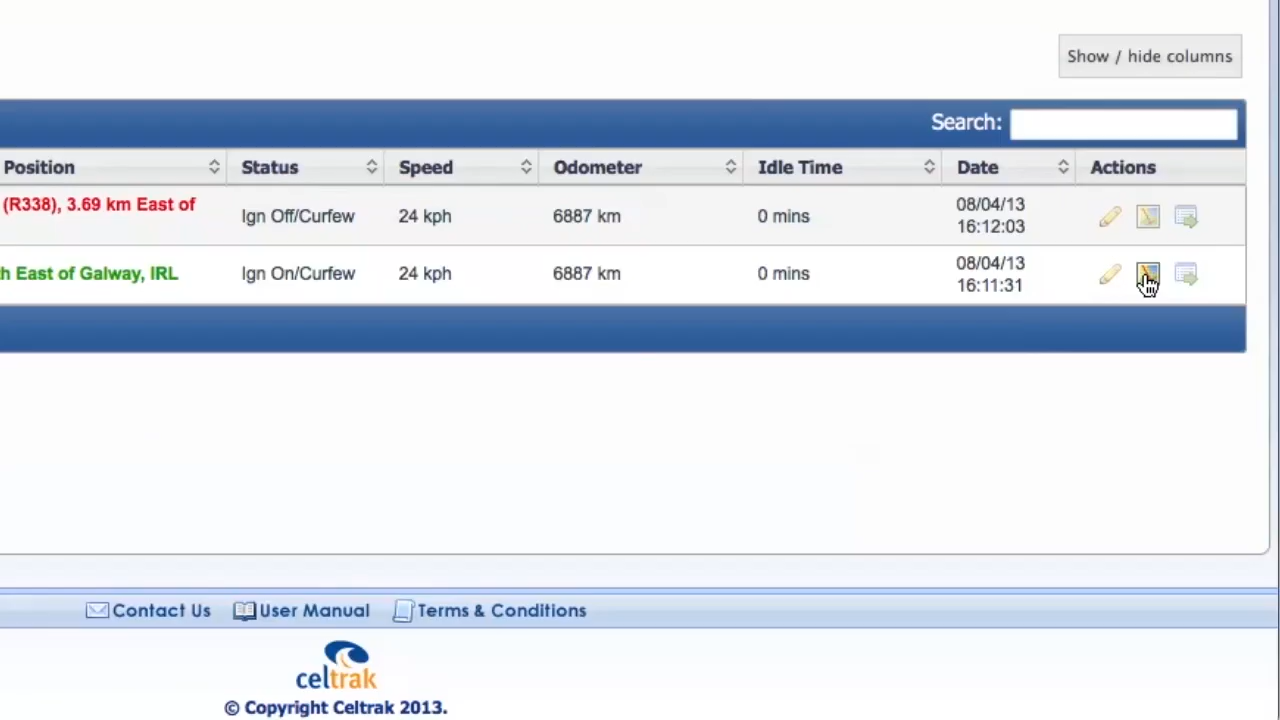 Show / hide columns
Search:
Position Status Speed Odometer Idle Time Date Actions
(R338), 3.69 km East of Ign Off/Curfew 24 kph 6887 km 0 mins 08/04/13
16:12:03
h East of Galway, IRL Ign On/Curfew 24 kph 6887 km 0 mins 08/04/13
16:11:31
Contact Us User Manual Terms & Conditions
celtrak
© Copyright Celtrak 2013.